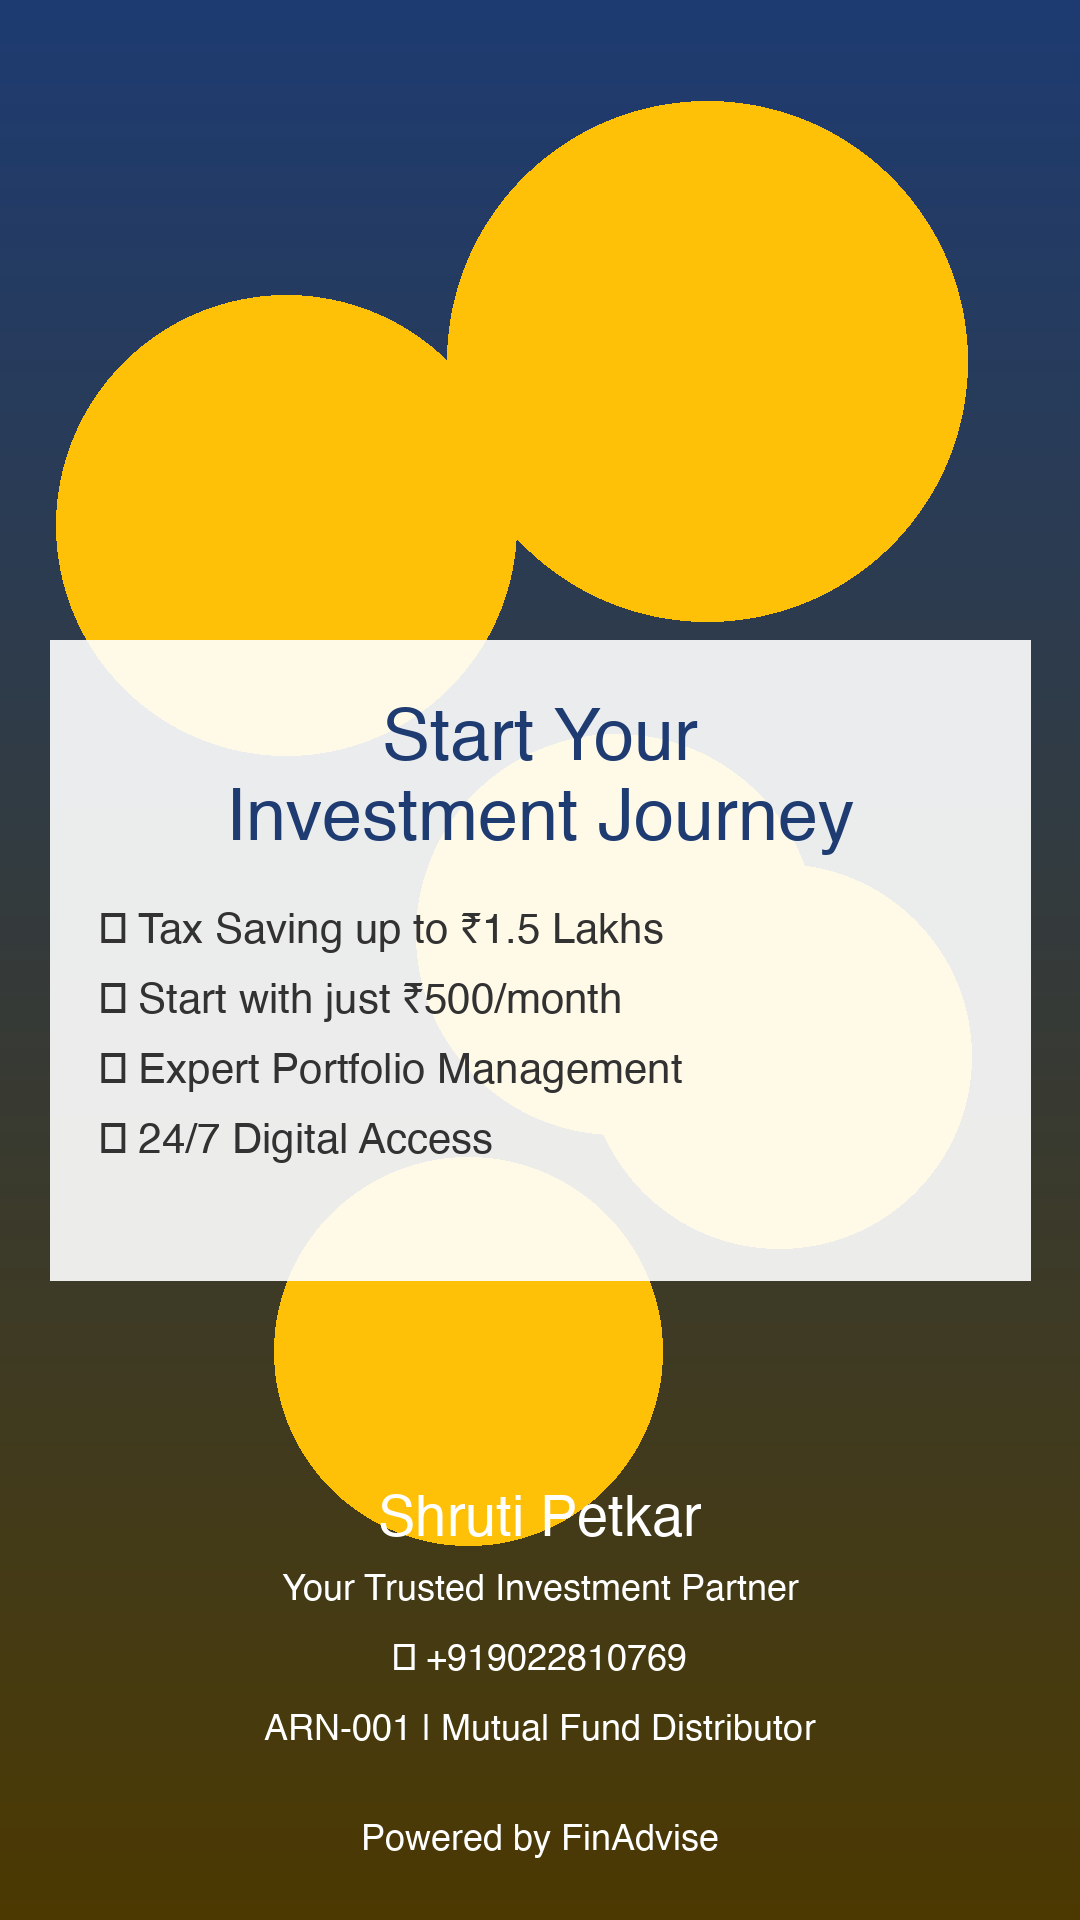 Start Your
Investment Journey
Tax Saving up to ₹1.5 Lakhs
Start with just ₹500/month
Expert Portfolio Management
24/7 Digital Access
Shruti Petkar
Your Trusted Investment Partner
+919022810769
ARN-001 | Mutual Fund Distributor
Powered by FinAdvise